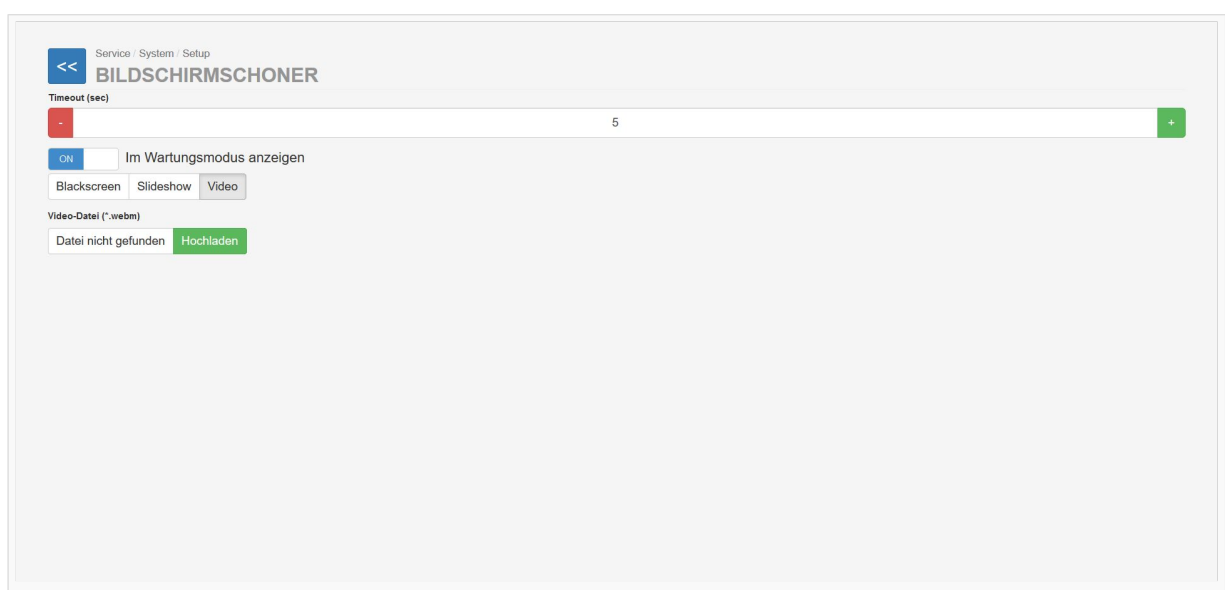 <<
Service / System / Setup
BILDSCHIRMSCHONER
Timeout (sec)
- 5 +
ON Im Wartungsmodus anzeigen
Blackscreen Slideshow Video
Video-Datei (*.webm)
Datei nicht gefunden Hochladen